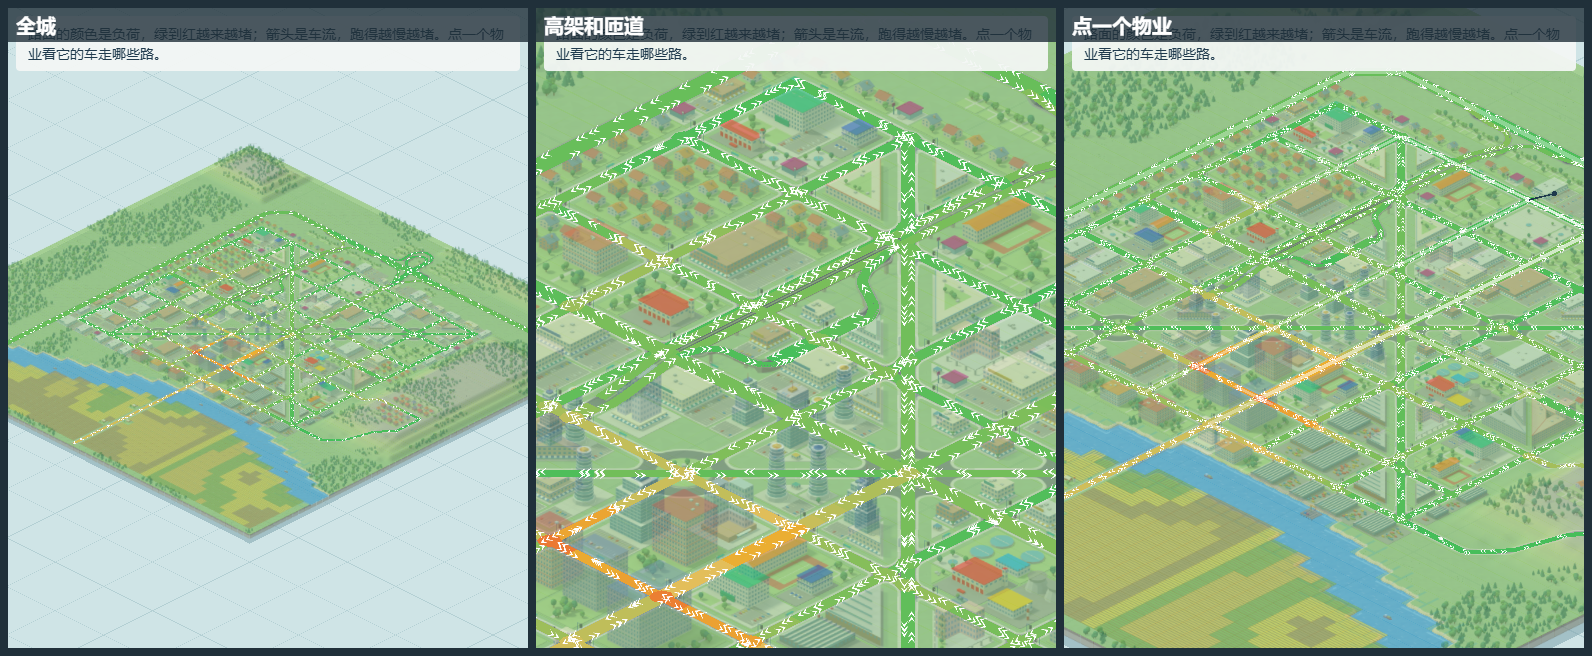 全城
的颜色是负荷，绿到红越来越堵；箭头是车流，跑得越慢越堵。点一个物
业看它的车走哪些路。
高架和匝道
负荷，绿到红越来越堵；箭头是车流，跑得越慢越堵。点一个物
业看它的车走哪些路。
点一个物业
负荷，绿到红越来越堵；箭头是车流，跑得越慢越堵。点一个物
业看它的车走哪些路。